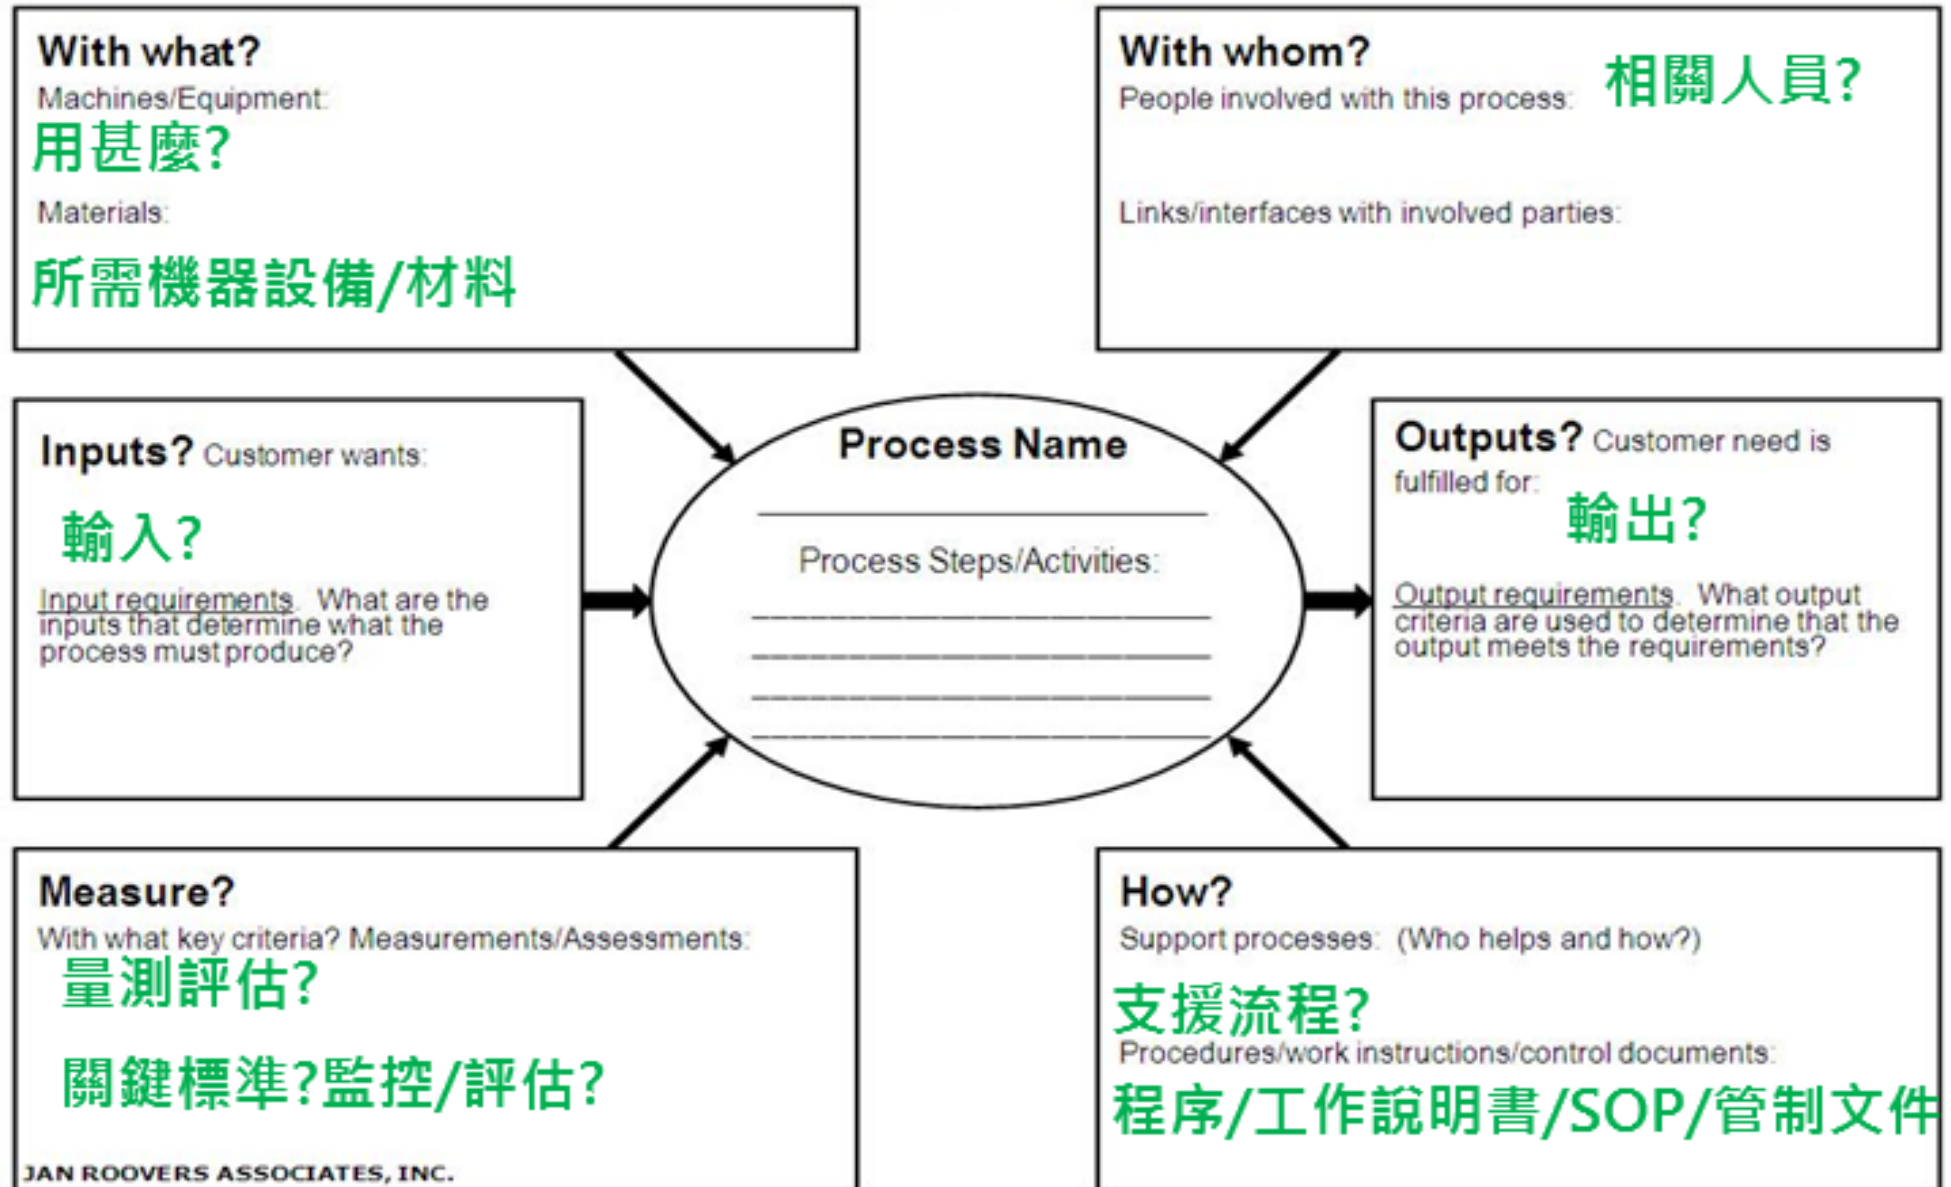 With what?
Machines/Equipment:
用甚麼?
Materials:
所需機器設備/材料
With whom?
People involved with this process:
相關人員?
Links/interfaces with involved parties:
Inputs? Customer wants:
輸入?
Input requirements. What are the
inputs that determine what the
process must produce?
Process Name
Process Steps/Activities:
Outputs? Customer need is
fulfilled for:
輸出?
Output requirements. What output
criteria are used to determine that the
output meets the requirements?
Measure?
With what key criteria? Measurements/Assessments:
量測評估?
關鍵標準?監控/評估?
JAN ROOVERS ASSOCIATES, INC.
How?
Support processes: (Who helps and how?)
支援流程?
Procedures/work instructions/control documents:
程序/工作說明書/SOP/管制文件